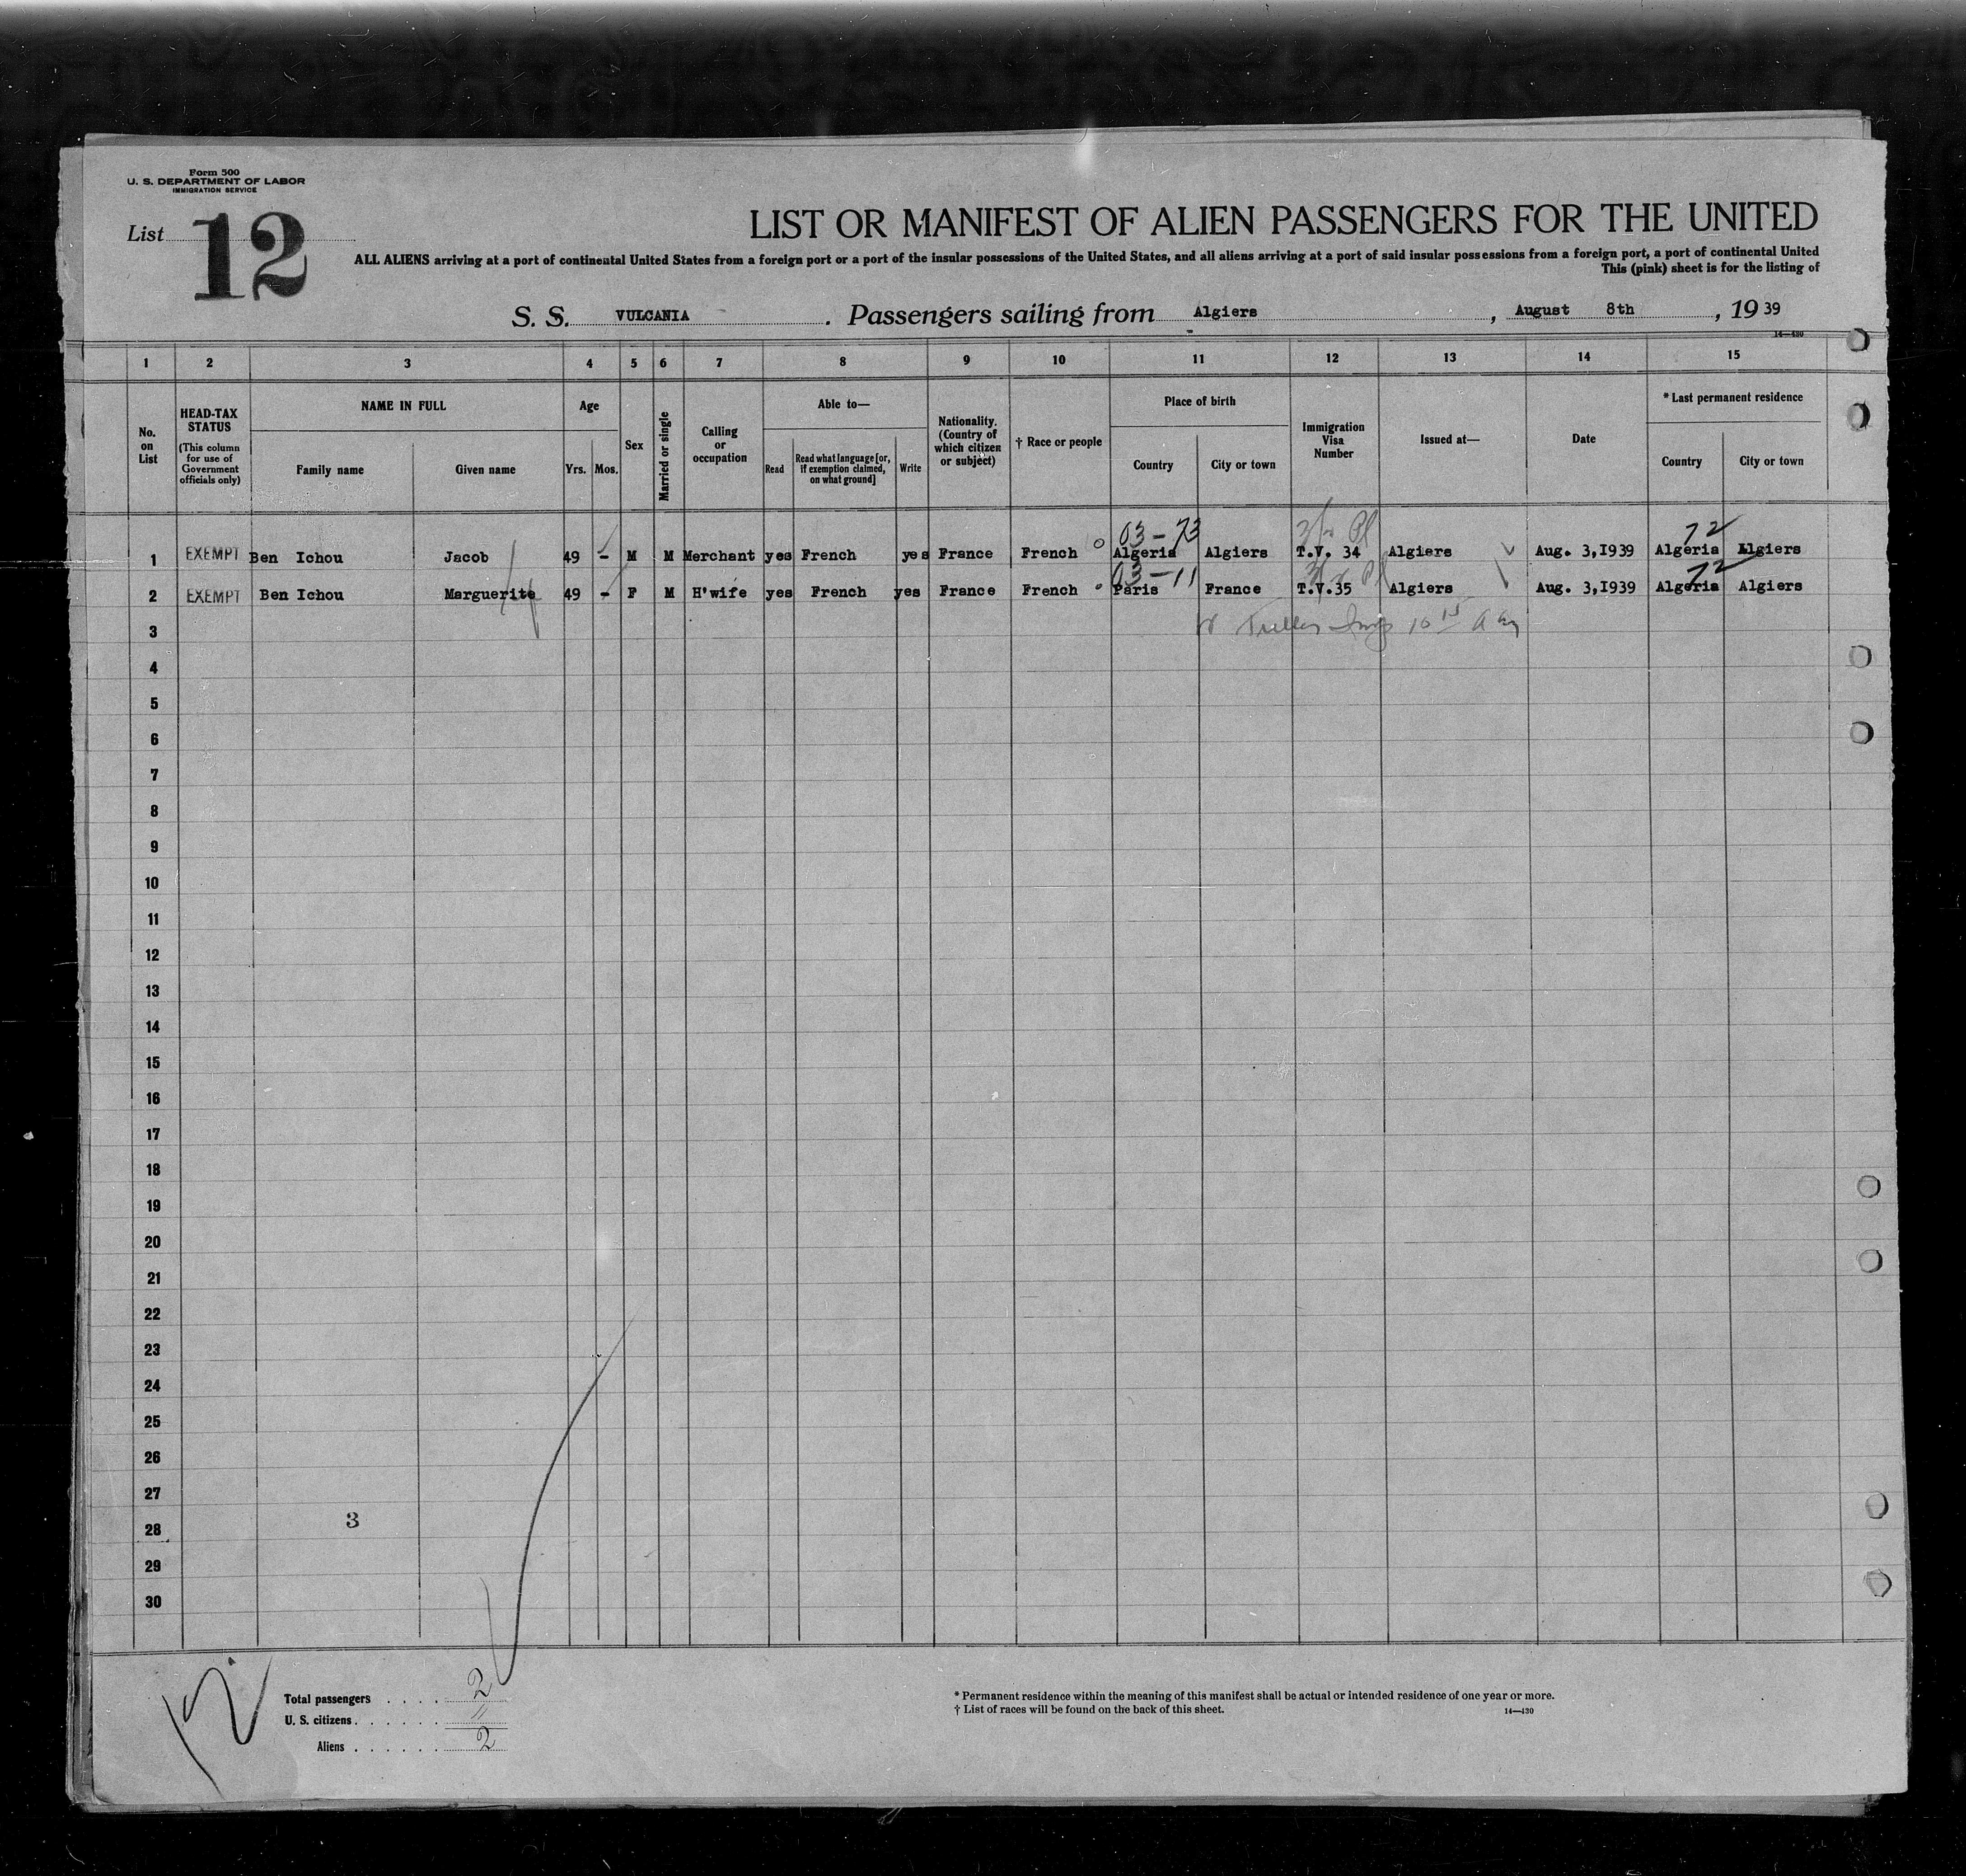 Form 500
U. S. DEPARTMENT OF LABOR
IMMIGRATION SERVICE
List 12
LIST OR MANIFEST OF ALIEN PASSENGERS FOR THE UNITED
ALL ALIENS arriving at a port of continental United States from a foreign port or a port of the insular possessions of the United States, and all aliens arriving at a port of said insular possessions from a foreign port, a port of continental United
This (pink) sheet is for the listing of
S. S. VULCANIA . Passengers sailing from Algiers , August 8th , 19 39
14—430
1 2 3 4 5 6 7 8 9 10 11 12 13 14 15
No. on List
HEAD-TAX STATUS (This column for use of Government officials only)
NAME IN FULL
Family name Given name
Age
Yrs. Mos.
Sex
Married or single
Calling or occupation
Able to—
Read Read what language [or, if exemption claimed, on what ground] Write
Nationality. (Country of which citizen or subject)
† Race or people
Place of birth
Country City or town
Immigration Visa Number
Issued at—
Date
* Last permanent residence
Country City or town
03-73 72
1 EXEMPT Ben Ichou Jacob 49 - M M Merchant yes French yes France French Algeria Algiers T.V. 34 Algiers Aug. 3,1939 Algeria Algiers
03-11 72
2 EXEMPT Ben Ichou Marguerite 49 - F M H'wife yes French yes France French Paris France T.V.35 Algiers Aug. 3,1939 Algeria Algiers
3
4
5
6
7
8
9
10
11
12
13
14
15
16
17
18
19
20
21
22
23
24
25
26
27
28
3
29
30
12
Total passengers . . . . 2
U. S. citizens . . . . . . "
Aliens . . . . . . 2
* Permanent residence within the meaning of this manifest shall be actual or intended residence of one year or more.
† List of races will be found on the back of this sheet.
14—430